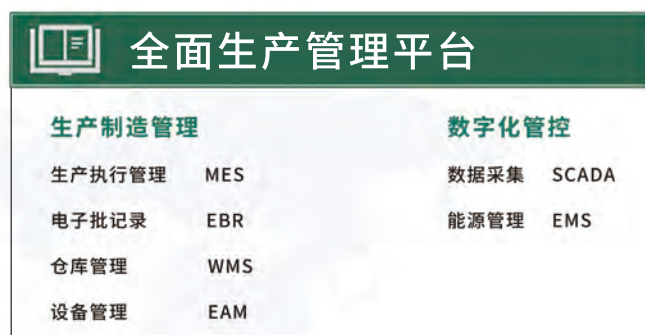 全面生产管理平台
生产制造管理
生产执行管理 MES
电子批记录 EBR
仓库管理 WMS
设备管理 EAM
数字化管控
数据采集 SCADA
能源管理 EMS